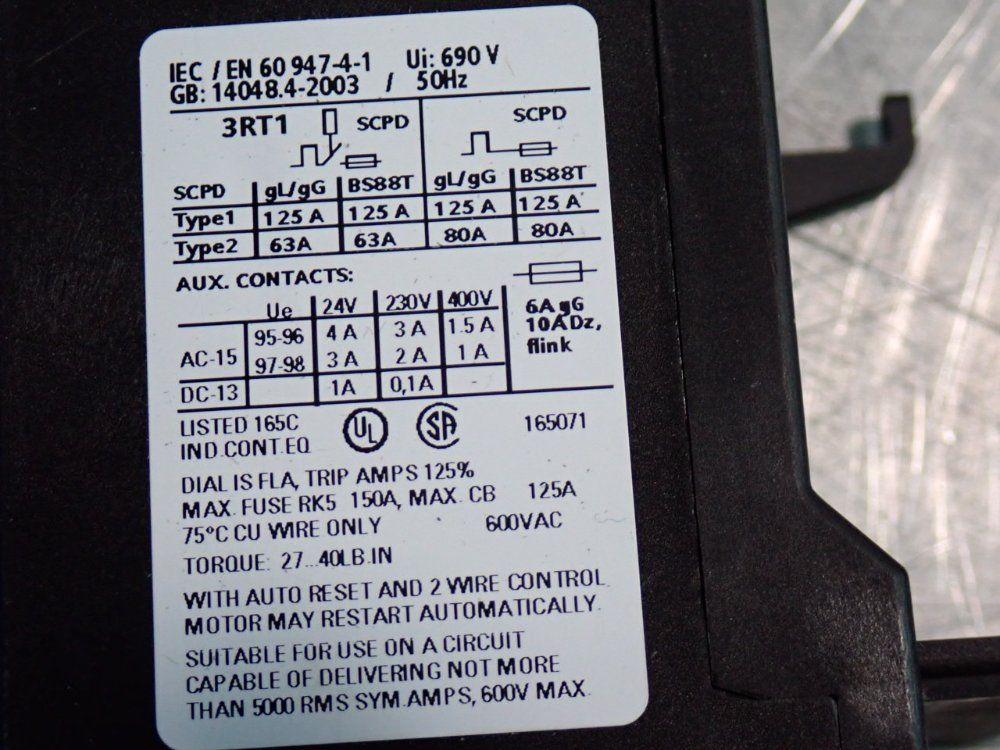 IEC / EN 60 947-4-1 Ui: 690 V
GB: 14048.4-2003 / 50Hz
3RT1 SCPD SCPD
SCPD gL/gG BS88T gL/gG BS88T
Type1 125 A 125 A 125 A 125 A
Type2 63A 63A 80A 80A
AUX. CONTACTS:
Ue 24V 230V 400V
AC-15 95-96 4 A 3 A 1.5 A
97-98 3 A 2 A 1 A
DC-13 1A 0,1A
6A gG
10A Dz,
flink
LISTED 165C UL SA 165071
IND.CONT.EQ
DIAL IS FLA, TRIP AMPS 125%
MAX. FUSE RK5 150A, MAX. CB 125A
75°C CU WIRE ONLY 600VAC
TORQUE: 27...40LB.IN
WITH AUTO RESET AND 2 WIRE CONTROL
MOTOR MAY RESTART AUTOMATICALLY.
SUITABLE FOR USE ON A CIRCUIT
CAPABLE OF DELIVERING NOT MORE
THAN 5000 RMS SYM.AMPS, 600V MAX.